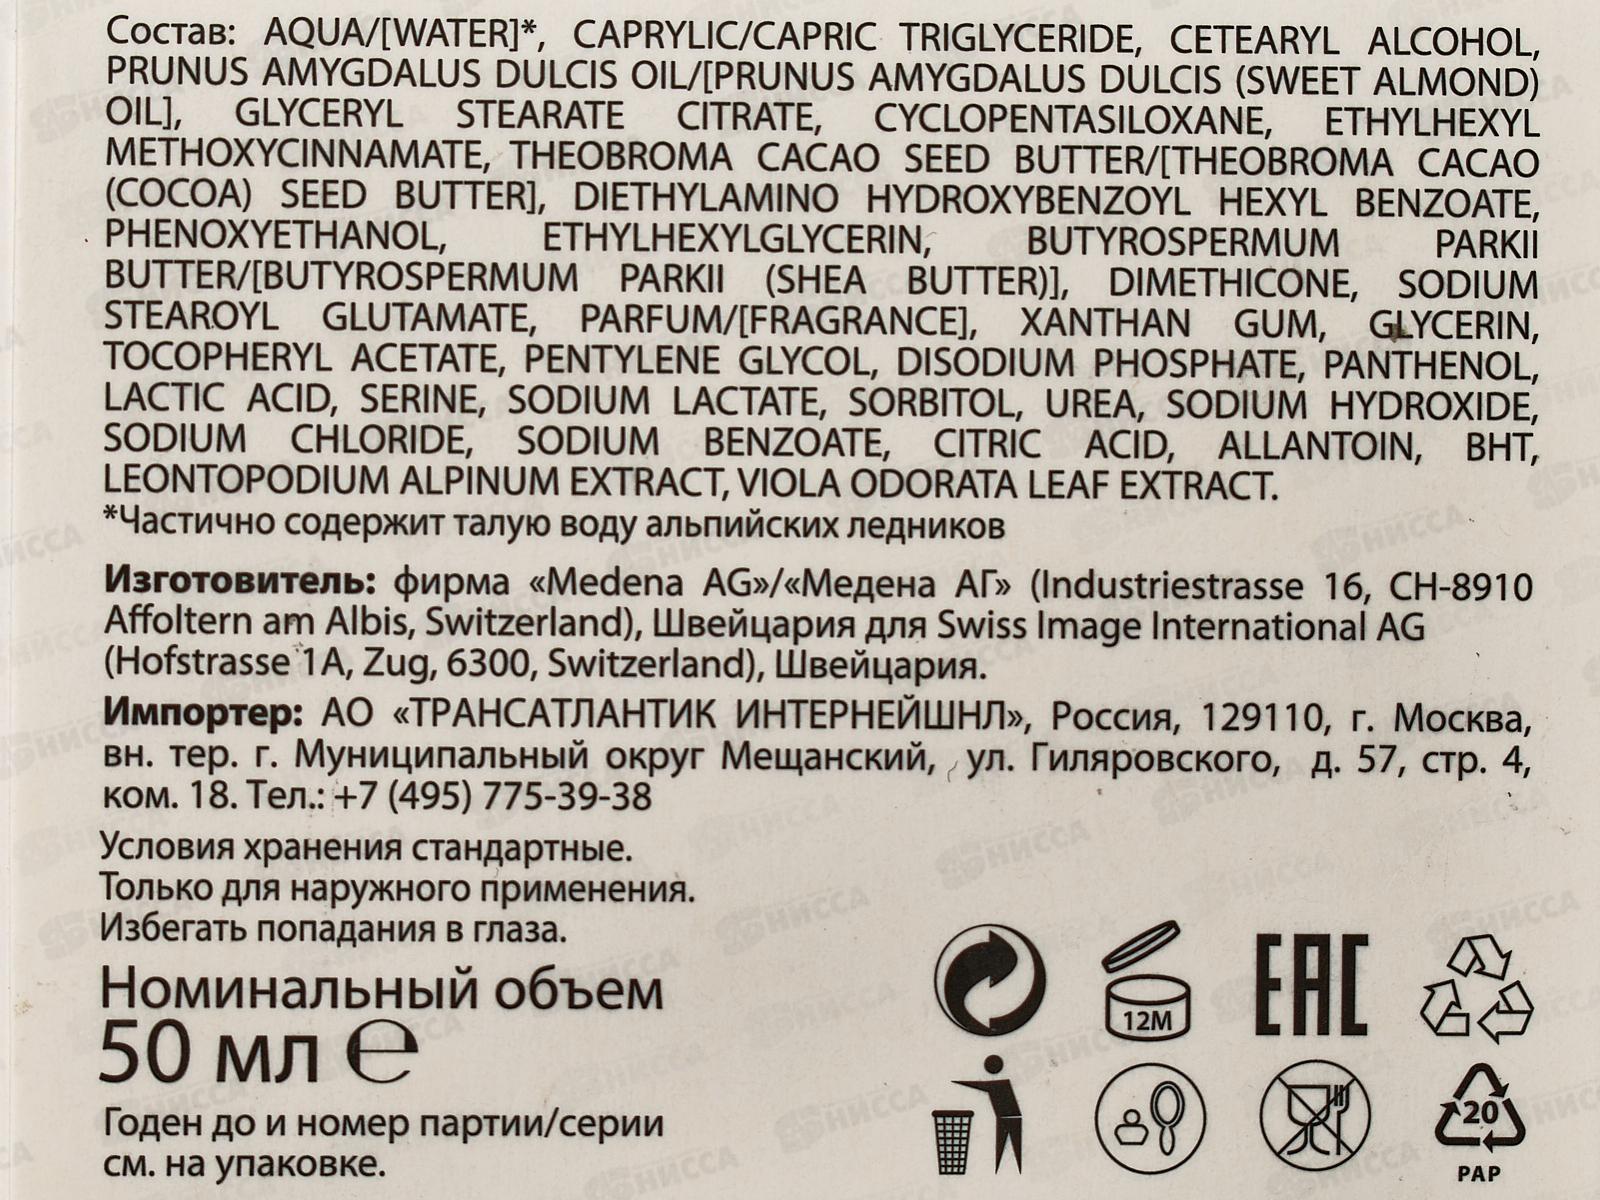 Состав: AQUA/[WATER]*, CAPRYLIC/CAPRIC TRIGLYCERIDE, CETEARYL ALCOHOL,
PRUNUS AMYGDALUS DULCIS OIL/[PRUNUS AMYGDALUS DULCIS (SWEET ALMOND)
OIL], GLYCERYL STEARATE CITRATE, CYCLOPENTASILOXANE, ETHYLHEXYL
METHOXYCINNAMATE, THEOBROMA CACAO SEED BUTTER/[THEOBROMA CACAO
(COCOA) SEED BUTTER], DIETHYLAMINO HYDROXYBENZOYL HEXYL BENZOATE,
PHENOXYETHANOL, ETHYLHEXYLGLYCERIN, BUTYROSPERMUM PARKII
BUTTER/[BUTYROSPERMUM PARKII (SHEA BUTTER)], DIMETHICONE, SODIUM
STEAROYL GLUTAMATE, PARFUM/[FRAGRANCE], XANTHAN GUM, GLYCERIN,
TOCOPHERYL ACETATE, PENTYLENE GLYCOL, DISODIUM PHOSPHATE, PANTHENOL,
LACTIC ACID, SERINE, SODIUM LACTATE, SORBITOL, UREA, SODIUM HYDROXIDE,
SODIUM CHLORIDE, SODIUM BENZOATE, CITRIC ACID, ALLANTOIN, BHT,
LEONTOPODIUM ALPINUM EXTRACT, VIOLA ODORATA LEAF EXTRACT.
*Частично содержит талую воду альпийских ледников
Изготовитель: фирма «Medena AG»/«Медена АГ» (Industriestrasse 16, CH-8910
Affoltern am Albis, Switzerland), Швейцария для Swiss Image International AG
(Hofstrasse 1A, Zug, 6300, Switzerland), Швейцария.
Импортер: АО «ТРАНСАТЛАНТИК ИНТЕРНЕЙШНЛ», Россия, 129110, г. Москва,
вн. тер. г. Муниципальный округ Мещанский, ул. Гиляровского, д. 57, стр. 4,
ком. 18. Тел.: +7 (495) 775-39-38
Условия хранения стандартные.
Только для наружного применения.
Избегать попадания в глаза.
Номинальный объем
50 мл ℮
Годен до и номер партии/серии
см. на упаковке.
12M
EAC
20
PAP
НИССА